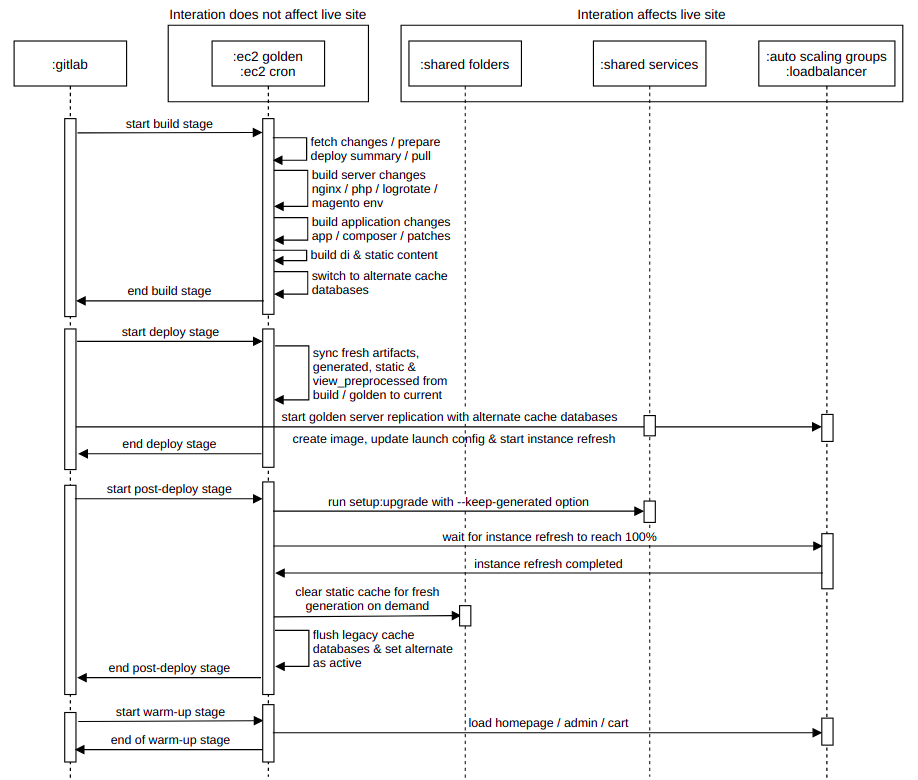 Interation does not affect live site
Interation affects live site
:gitlab
:ec2 golden
:ec2 cron
:shared folders
:shared services
:auto scaling groups
:loadbalancer
start build stage
fetch changes / prepare
deploy summary / pull
build server changes
nginx / php / logrotate /
magento env
build application changes
app / composer / patches
build di & static content
switch to alternate cache
databases
end build stage
start deploy stage
sync fresh artifacts,
generated, static &
view_preprocessed from
build / golden to current
start golden server replication with alternate cache databases
create image, update launch config & start instance refresh
end deploy stage
start post-deploy stage
run setup:upgrade with --keep-generated option
wait for instance refresh to reach 100%
instance refresh completed
clear static cache for fresh
generation on demand
flush legacy cache
databases & set alternate
as active
end post-deploy stage
start warm-up stage
load homepage / admin / cart
end of warm-up stage